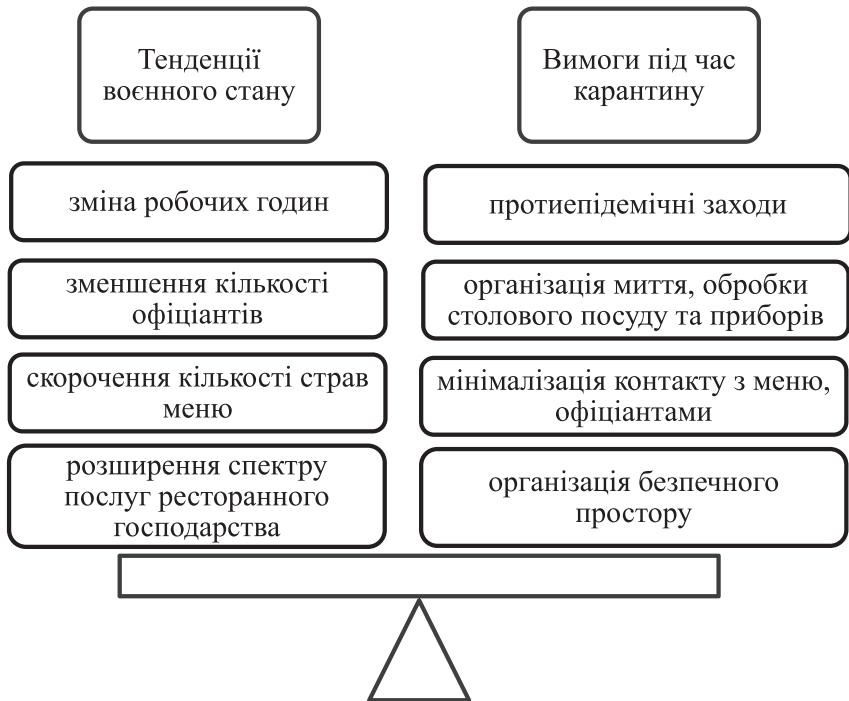 Тенденції
воєнного стану
Вимоги під час
карантину
зміна робочих годин
протиепідемічні заходи
зменшення кількості
офіціантів
організація миття, обробки
столового посуду та приборів
скорочення кількості страв
меню
мінімалізація контакту з меню,
офіціантами
розширення спектру
послуг ресторанного
господарства
організація безпечного
простору